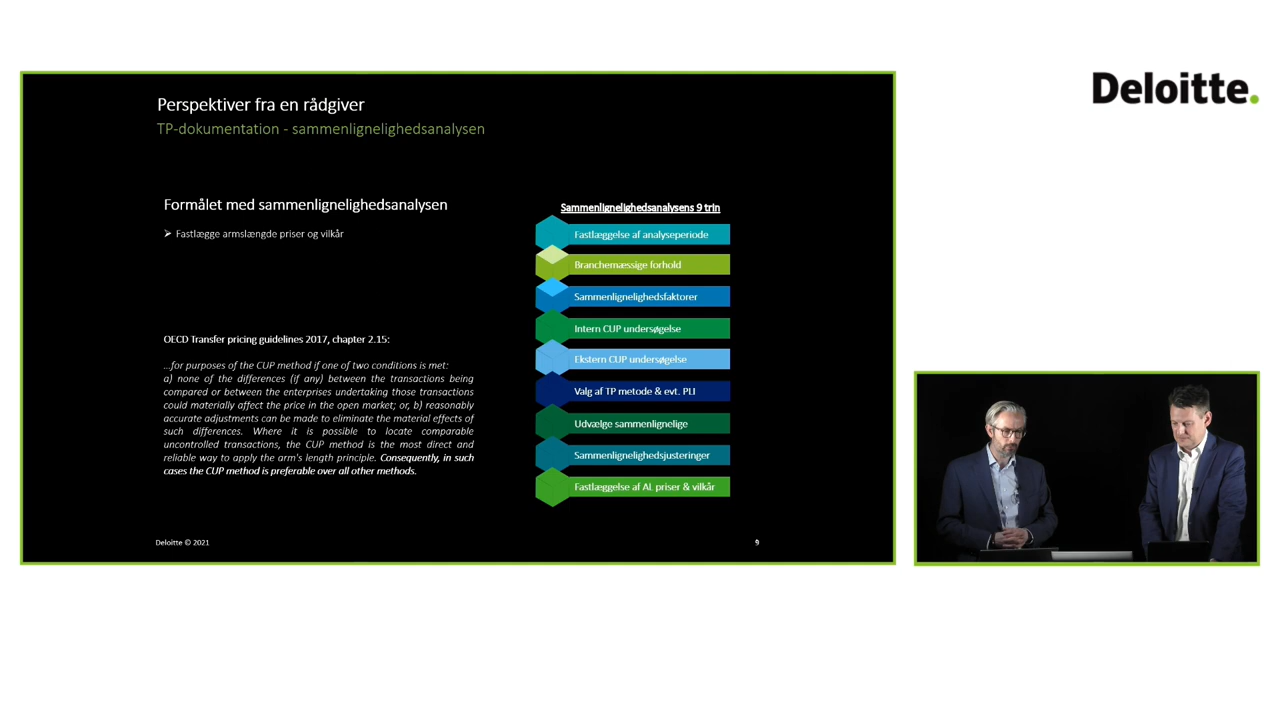 Deloitte.
Perspektiver fra en rådgiver
TP-dokumentation - sammenlignelighedsanalysen
Formålet med sammenlignelighedsanalysen
➢ Fastlægge armslængde priser og vilkår
OECD Transfer pricing guidelines 2017, chapter 2.15:
...for purposes of the CUP method if one of two conditions is met:
a) none of the differences (if any) between the transactions being
compared or between the enterprises undertaking those transactions
could materially affect the price in the open market; or, b) reasonably
accurate adjustments can be made to eliminate the material effects of
such differences. Where it is possible to locate comparable
uncontrolled transactions, the CUP method is the most direct and
reliable way to apply the arm's length principle. Consequently, in such
cases the CUP method is preferable over all other methods.
Sammenlignelighedsanalysens 9 trin
Fastlæggelse af analyseperiode
Branchemæssige forhold
Sammenlignelighedsfaktorer
Intern CUP undersøgelse
Ekstern CUP undersøgelse
Valg af TP metode & evt. PLI
Udvælge sammenlignelige
Sammenlignelighedsjusteringer
Fastlæggelse af AL priser & vilkår
Deloitte © 2021
9